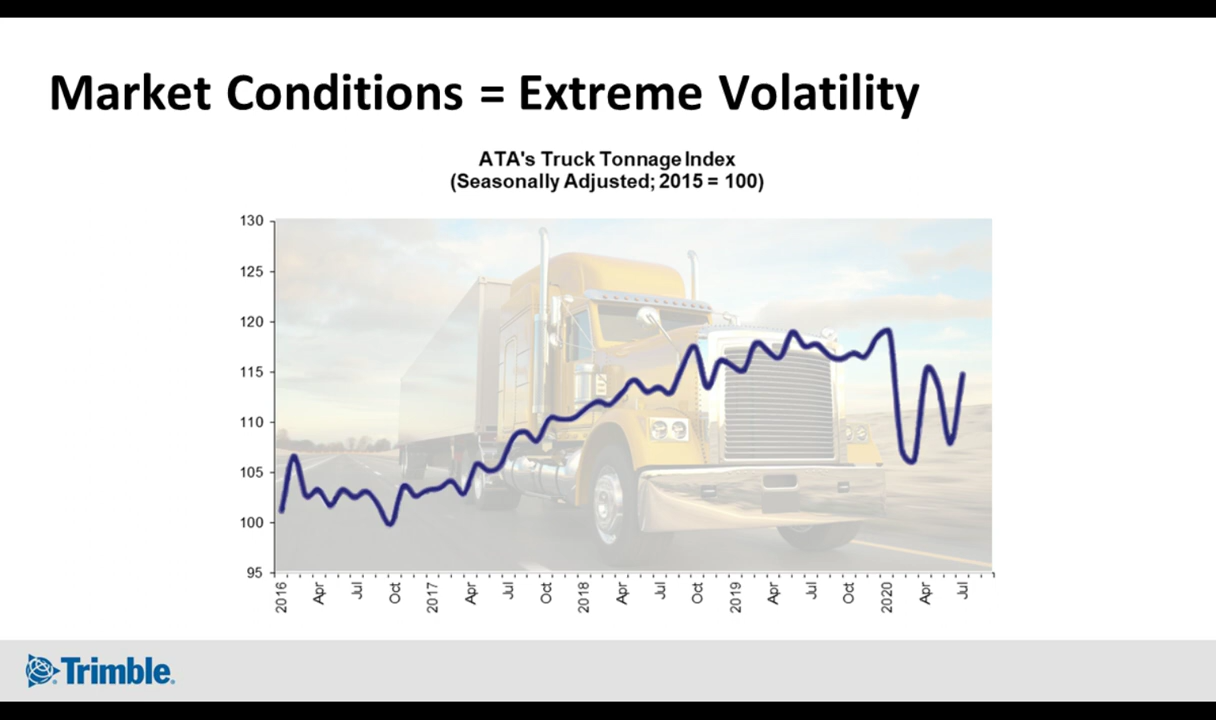 Market Conditions = Extreme Volatility
ATA's Truck Tonnage Index
(Seasonally Adjusted; 2015 = 100)
130
125
120
115
110
105
100
95
2016 Apr Jul Oct 2017 Apr Jul Oct 2018 Apr Jul Oct 2019 Apr Jul Oct 2020 Apr Jul
Trimble